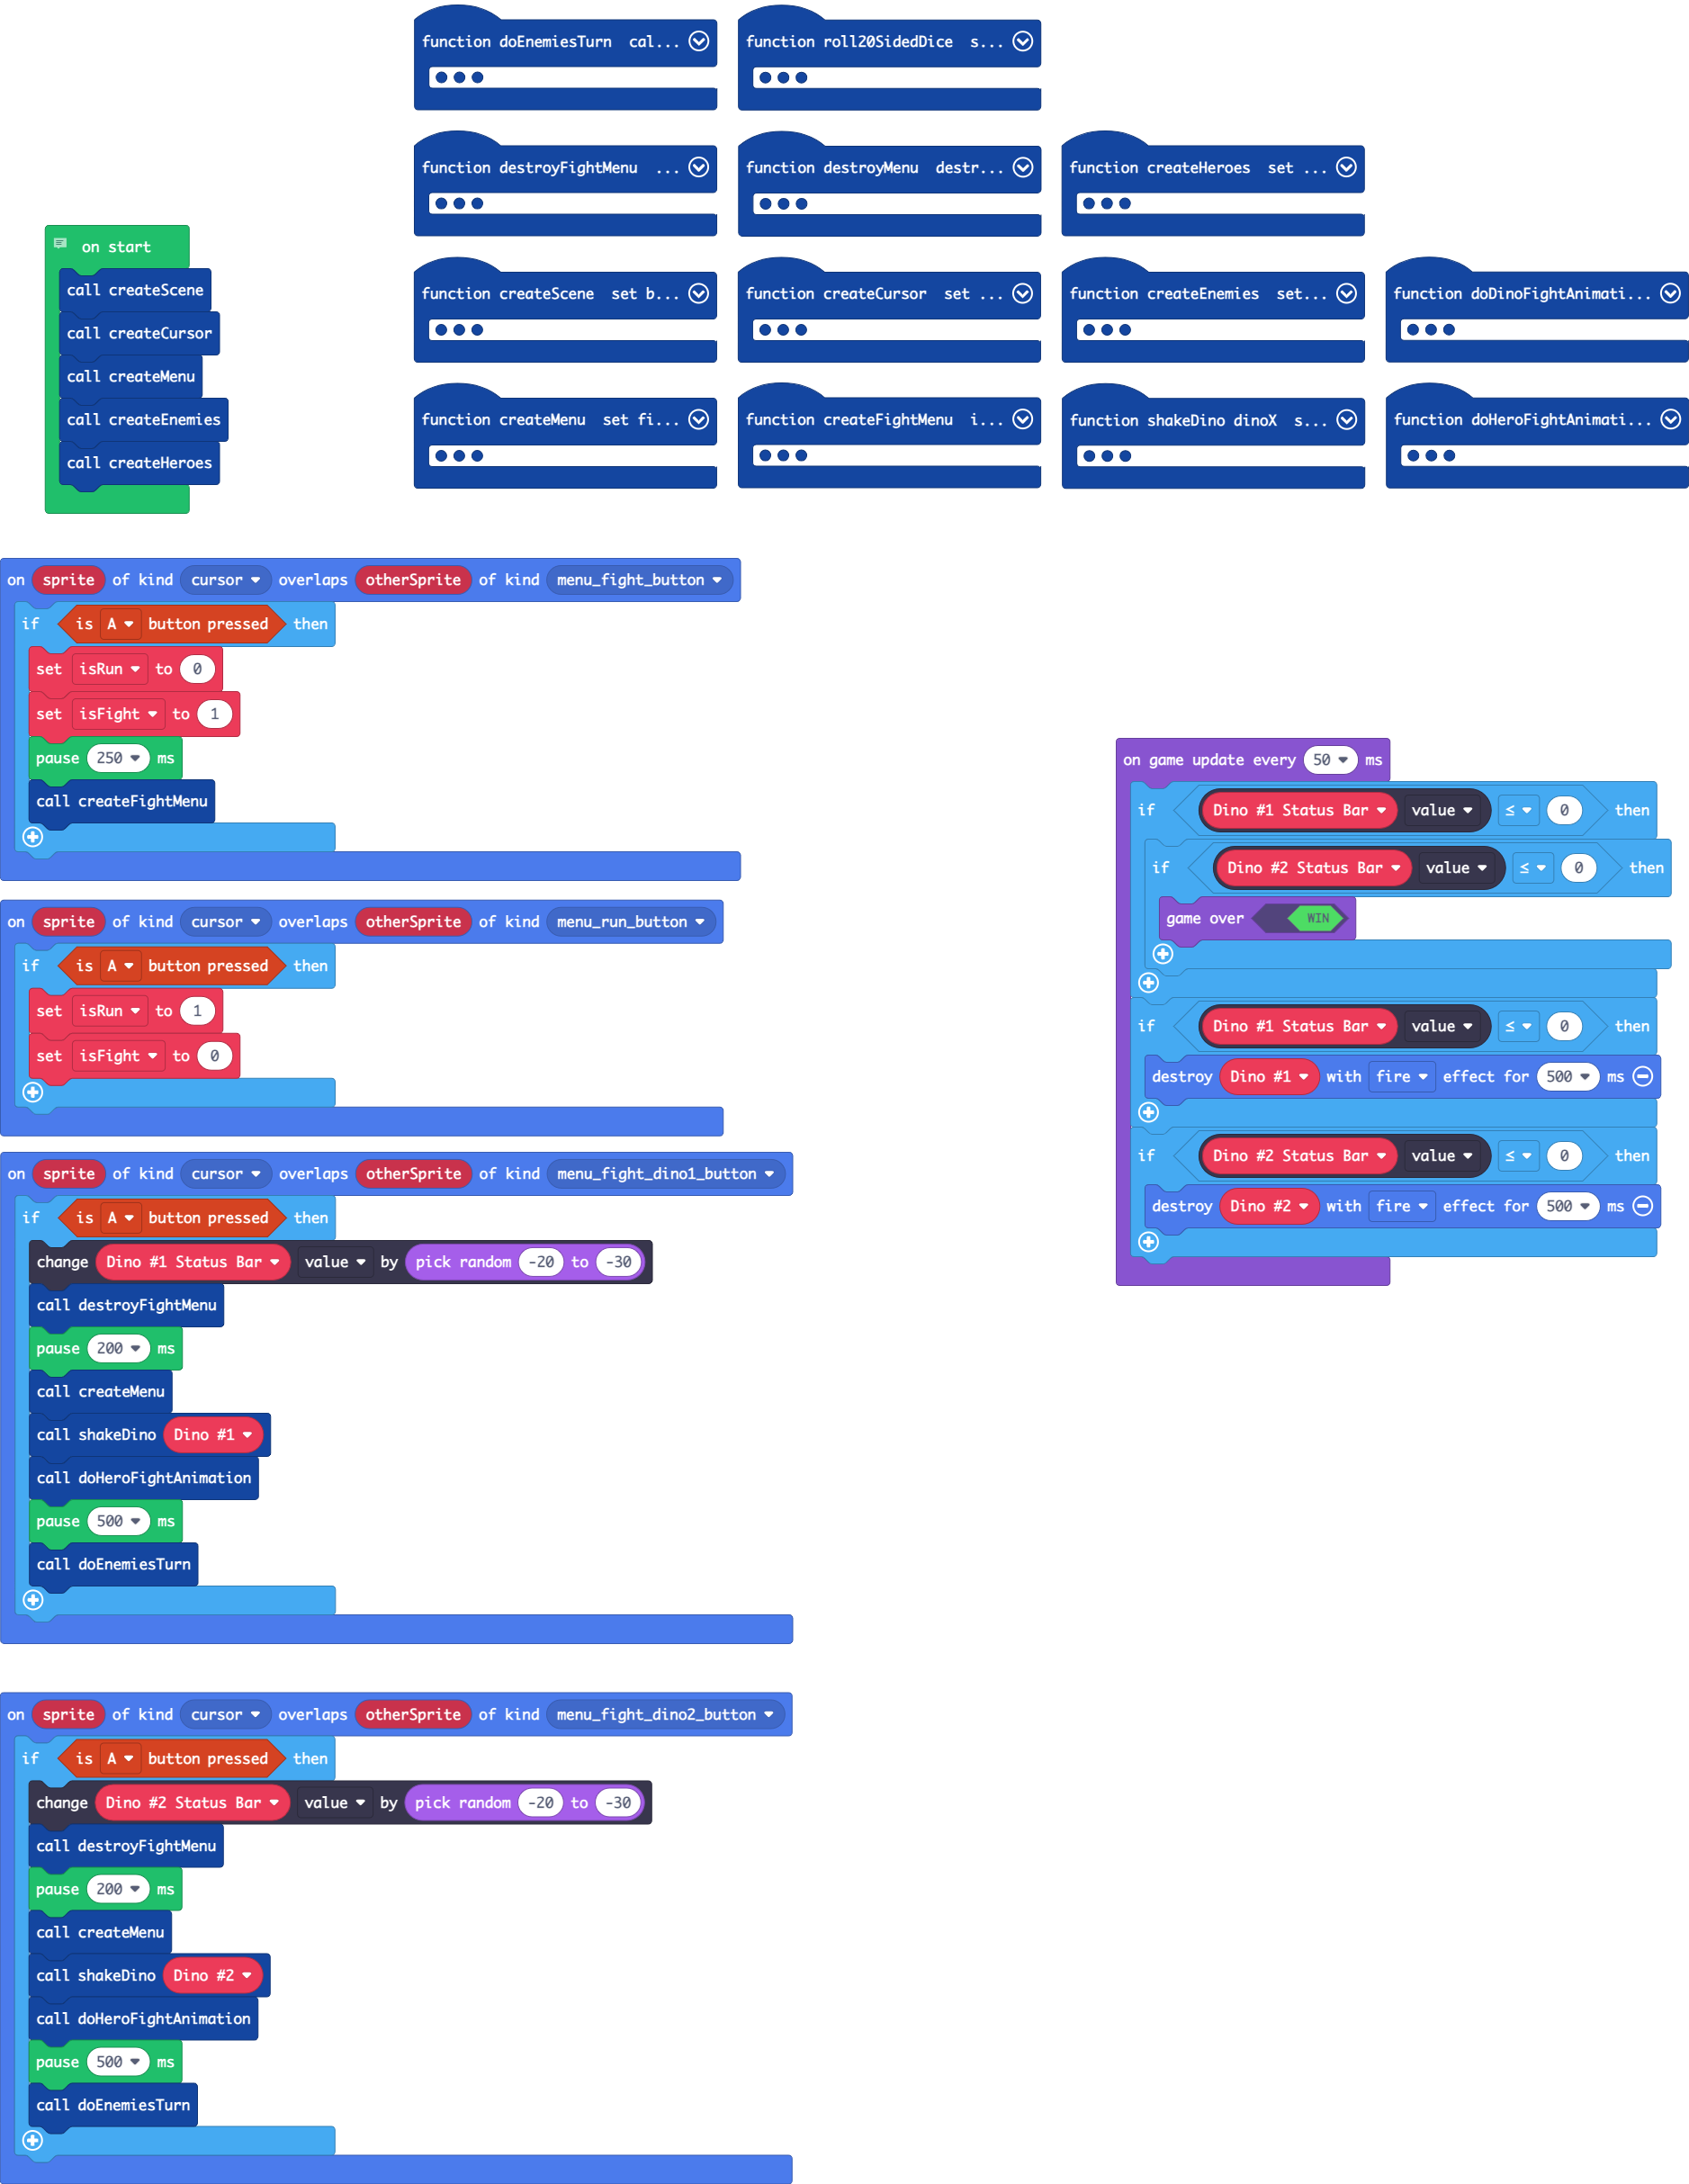 function doEnemiesTurn cal...
function roll20SidedDice s...
function destroyFightMenu ...
function destroyMenu destr...
function createHeroes set ...
function createScene set b...
function createCursor set ...
function createEnemies set...
function doDinoFightAnimati...
function createMenu set fi...
function createFightMenu i...
function shakeDino dinoX s...
function doHeroFightAnimati...
on start
call createScene
call createCursor
call createMenu
call createEnemies
call createHeroes
on sprite of kind cursor overlaps otherSprite of kind menu_fight_button
if is A button pressed then
set isRun to 0
set isFight to 1
pause 250 ms
call createFightMenu
on sprite of kind cursor overlaps otherSprite of kind menu_run_button
if is A button pressed then
set isRun to 1
set isFight to 0
on sprite of kind cursor overlaps otherSprite of kind menu_fight_dino1_button
if is A button pressed then
change Dino #1 Status Bar value by pick random -20 to -30
call destroyFightMenu
pause 200 ms
call createMenu
call shakeDino Dino #1
call doHeroFightAnimation
pause 500 ms
call doEnemiesTurn
on sprite of kind cursor overlaps otherSprite of kind menu_fight_dino2_button
if is A button pressed then
change Dino #2 Status Bar value by pick random -20 to -30
call destroyFightMenu
pause 200 ms
call createMenu
call shakeDino Dino #2
call doHeroFightAnimation
pause 500 ms
call doEnemiesTurn
on game update every 50 ms
if Dino #1 Status Bar value ≤ 0 then
if Dino #2 Status Bar value ≤ 0 then
game over WIN
if Dino #1 Status Bar value ≤ 0 then
destroy Dino #1 with fire effect for 500 ms
if Dino #2 Status Bar value ≤ 0 then
destroy Dino #2 with fire effect for 500 ms